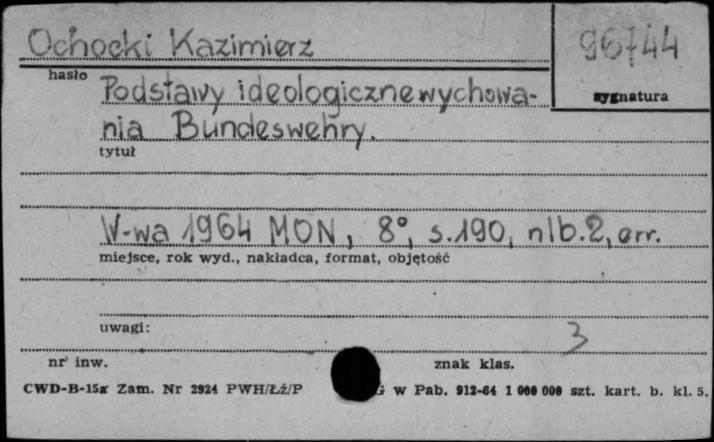 Ochocki Kazimierz
96744
hasło
sygnatura
Podstawy ideologiczne wychowa-
nia Bundeswehry.
tytuł
W-wa 1964 MON, 8°, s.190, nlb.2, err.
miejsce, rok wyd., nakładca, format, objętość
uwagi:
3
nr inw.
znak klas.
CWD-B-15x Zam. Nr 2924 PWH/Łź/P
G w Pab. 912-64 1 000 000 szt. kart. b. kl. 5.